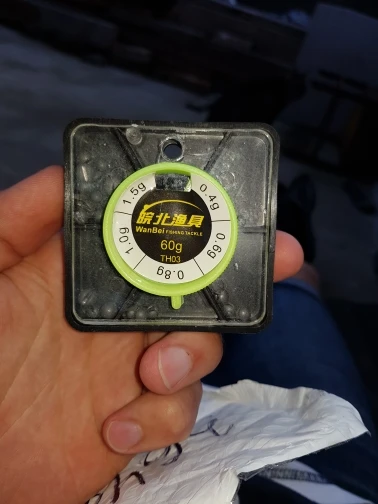 1.5g
0.4g
皖北渔具
WanBei FISHING TACKLE
60g
TH03
1.0g
0.6g
0.8g